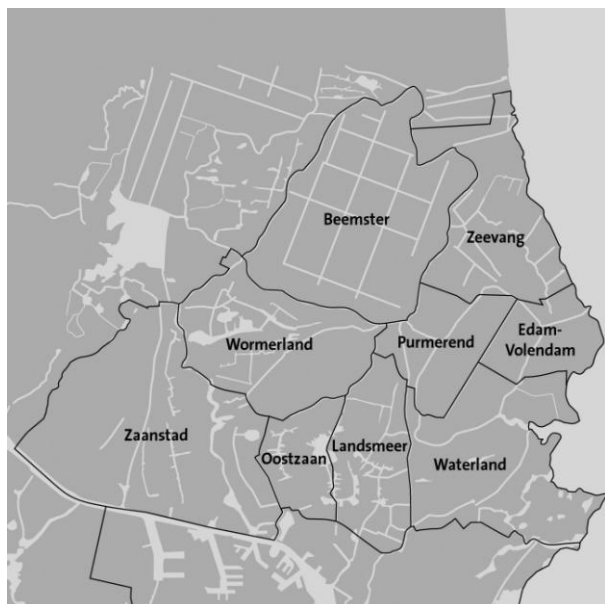 Beemster
Zeevang
Edam-
Volendam
Purmerend
Wormerland
Zaanstad
Oostzaan
Landsmeer
Waterland